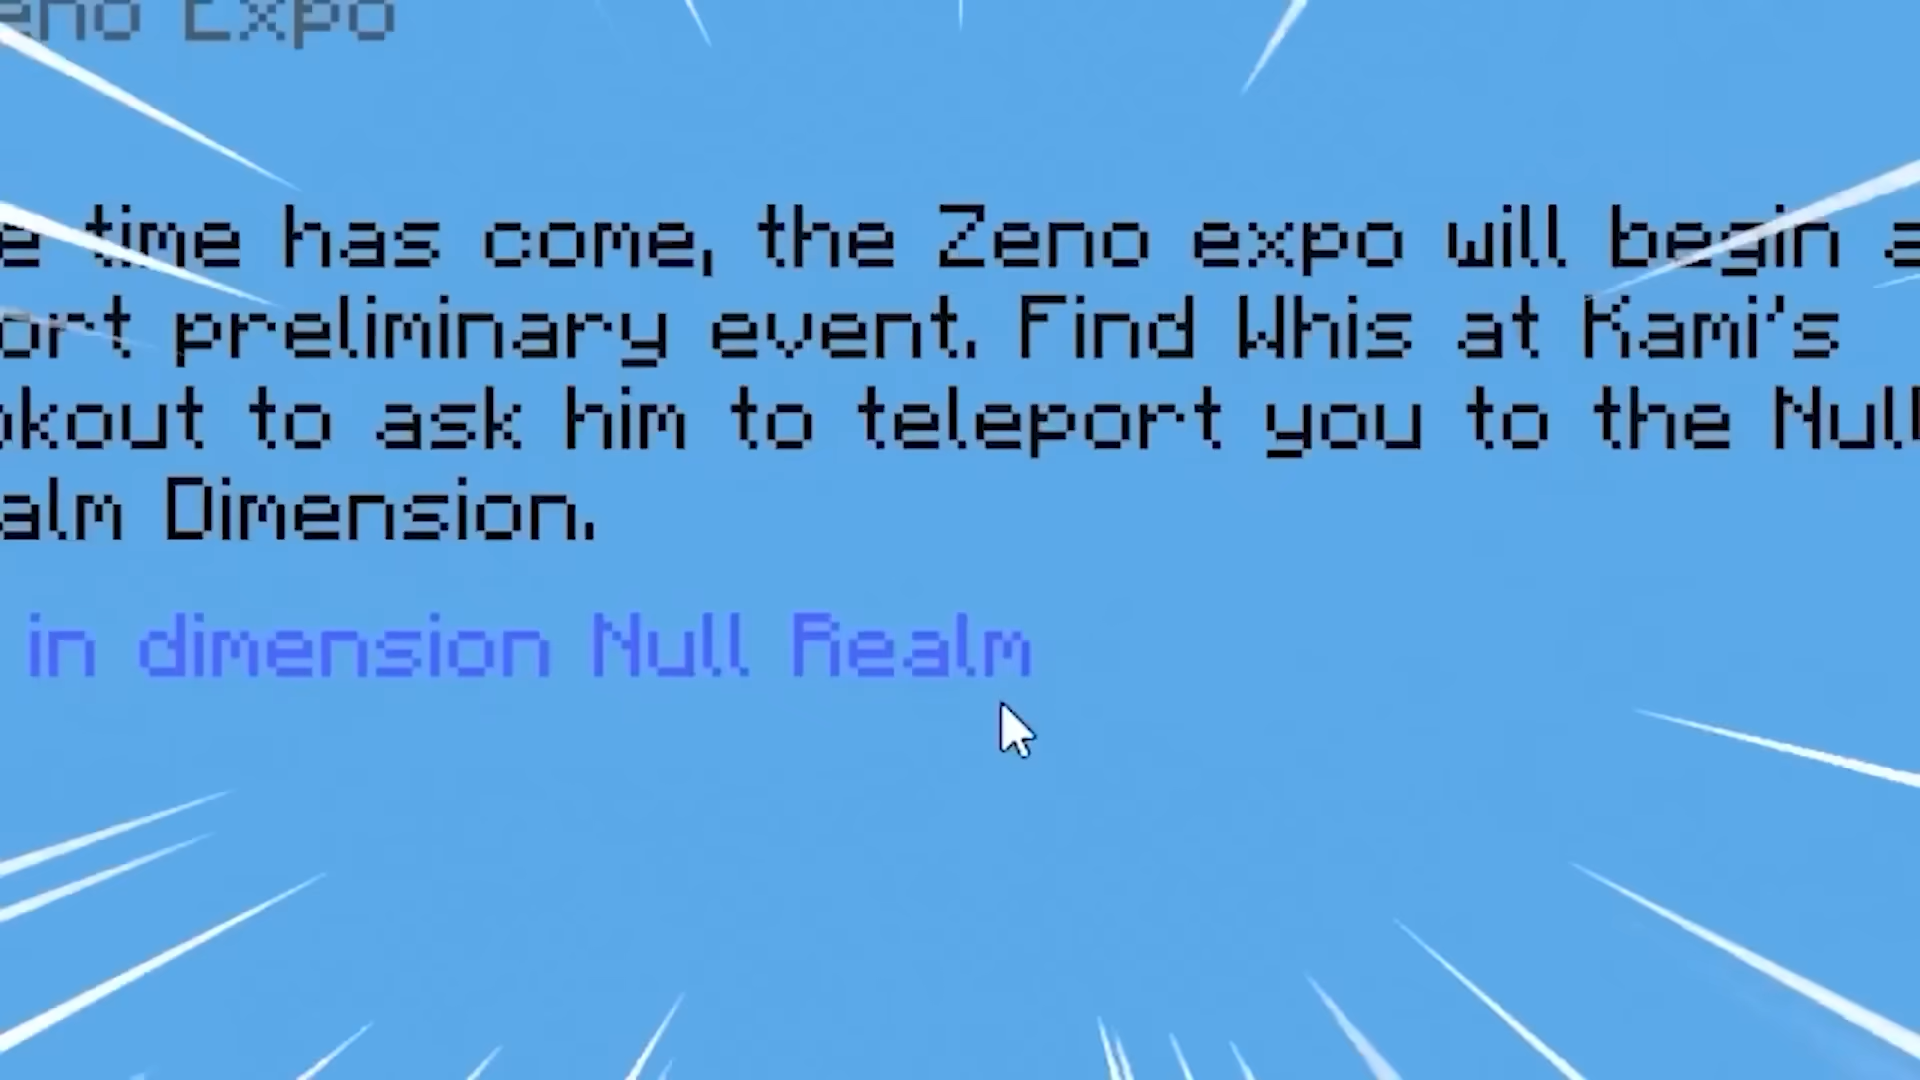 eno Expo
e time has come, the Zeno expo will begin a
ort preliminary event. Find Whis at Kami's
okout to ask him to teleport you to the Null
alm Dimension.
in dimension Null Realm